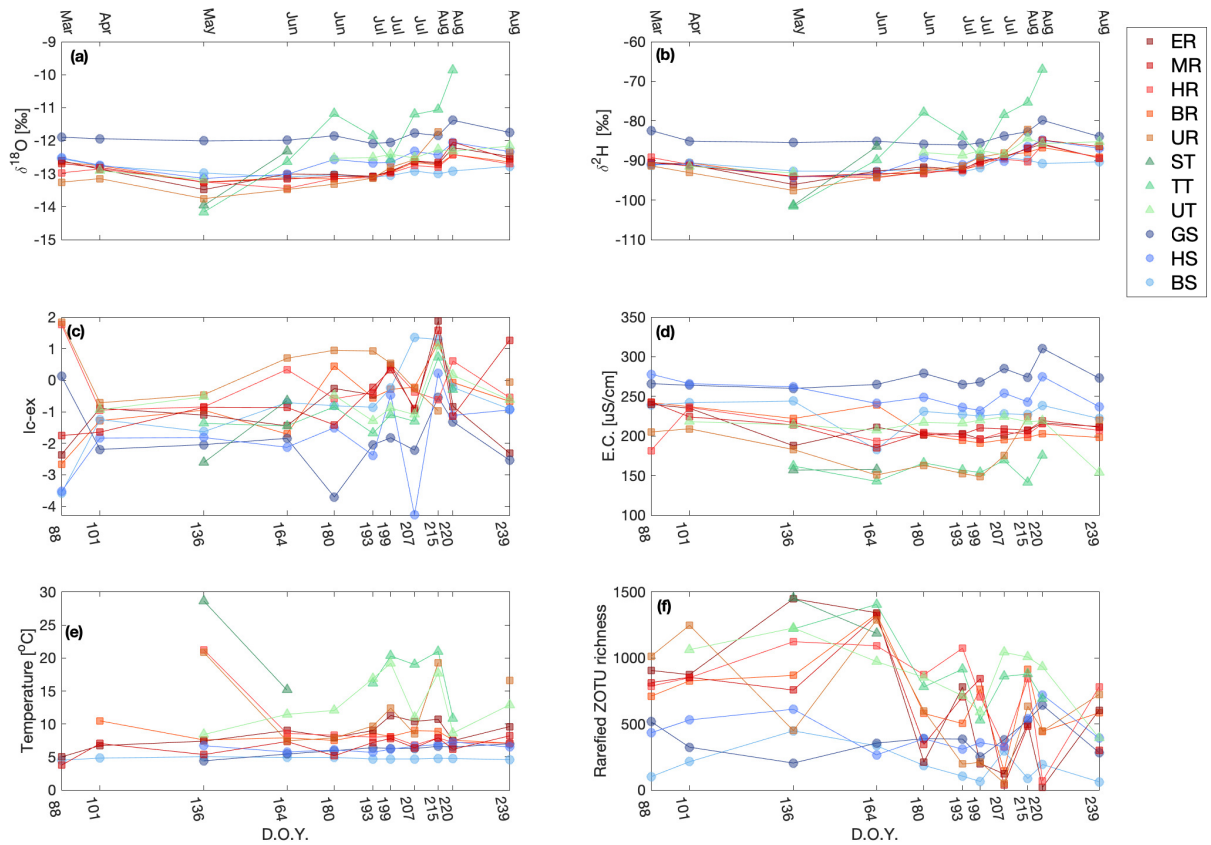 Mar Apr May Jun Jun Jul Jul Jul Aug Aug Aug
(a)
δ18O [‰]
-9
-10
-11
-12
-13
-14
-15
Mar Apr May Jun Jun Jul Jul Jul Aug Aug Aug
(b)
δ2H [‰]
-60
-70
-80
-90
-100
-110
ER
MR
HR
BR
UR
ST
TT
UT
GS
HS
BS
(c)
lc-ex
2
1
0
-1
-2
-3
-4
88 101 136 164 180 193 199 207 215 220 239
(d)
E.C. [uS/cm]
350
300
250
200
150
100
88 101 136 164 180 193 199 207 215 220 239
(e)
Temperature [°C]
30
25
20
15
10
5
0
88 101 136 164 180 193 199 207 215 220 239
D.O.Y.
(f)
Rarefied ZOTU richness
1500
1000
500
0
88 101 136 164 180 193 199 207 215 220 239
D.O.Y.